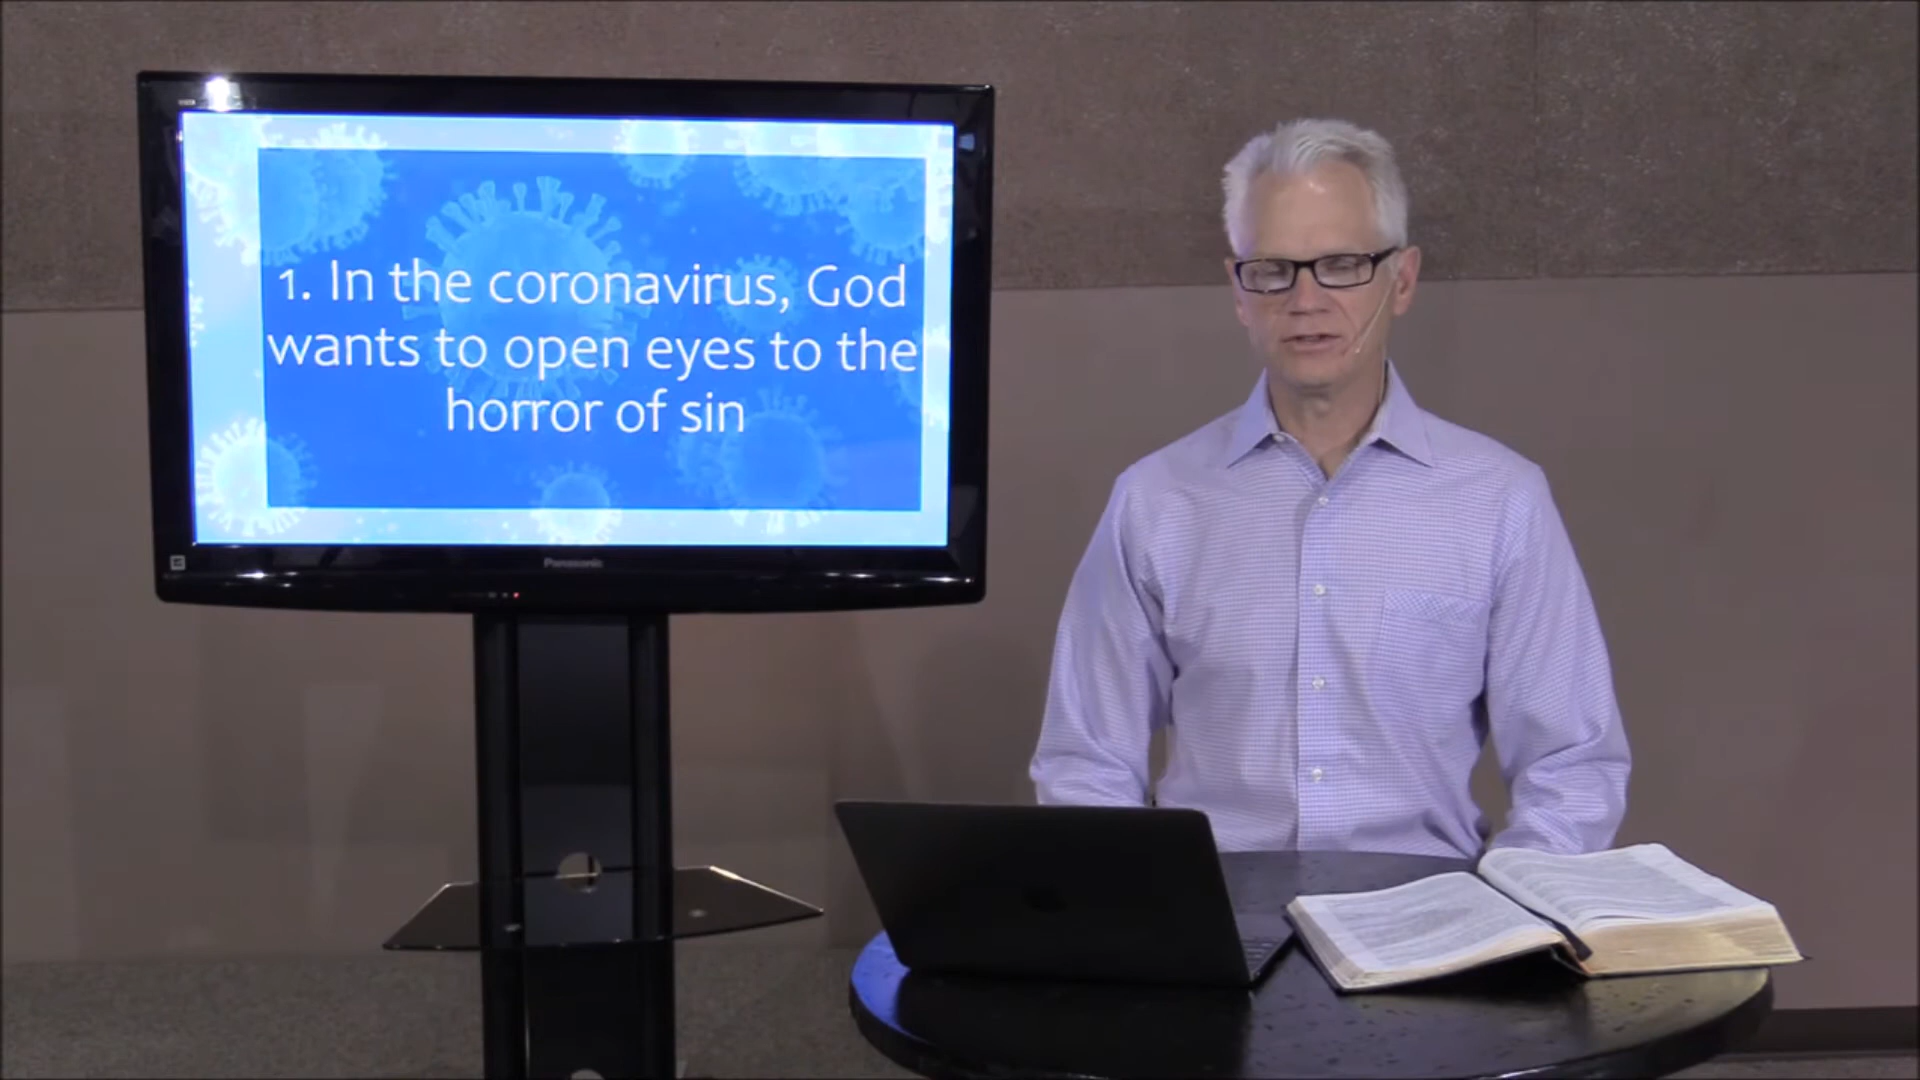 1. In the coronavirus, God
wants to open eyes to the
horror of sin
Panasonic